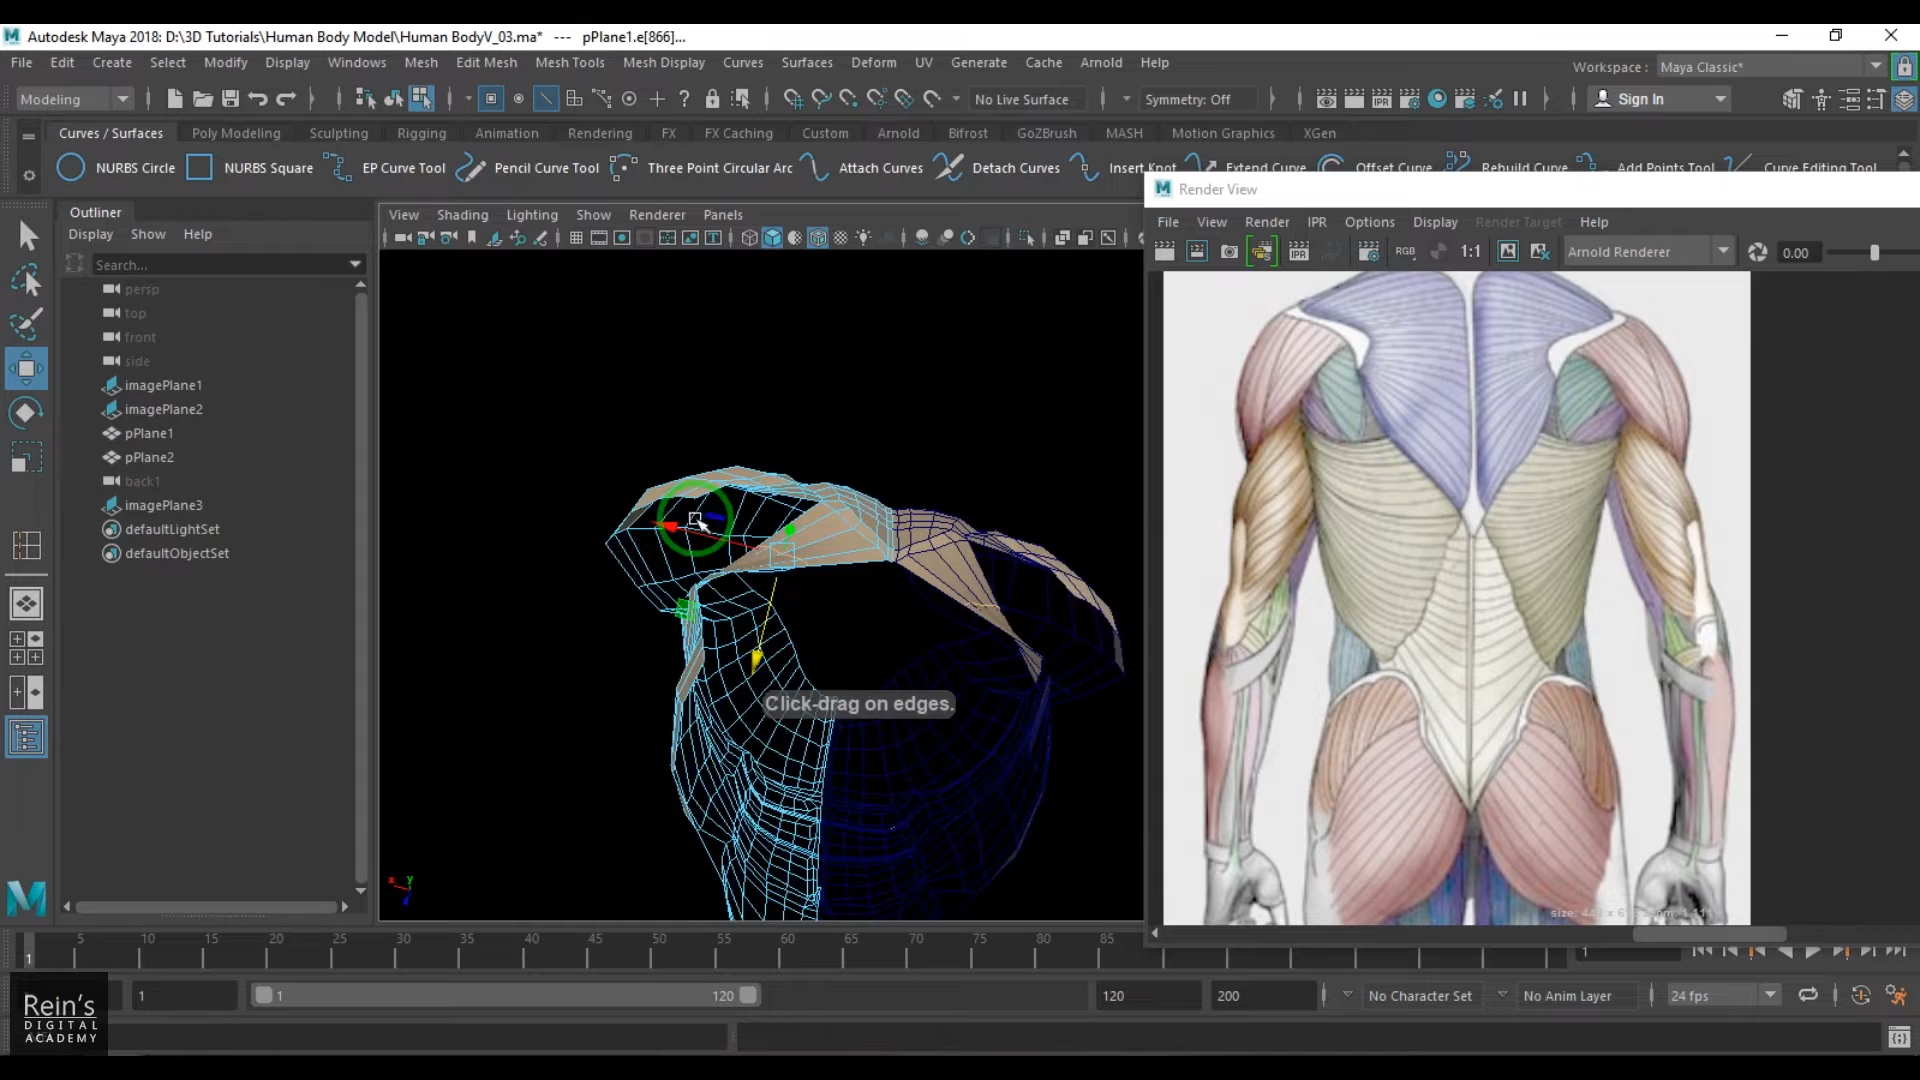 Autodesk Maya 2018: D:\3D Tutorials\Human Body Model\Human BodyV_03.ma* --- pPlane1.e[866]...
File Edit Create Select Modify Display Windows Mesh Edit Mesh Mesh Tools Mesh Display Curves Surfaces Deform UV Generate Cache Arnold Help
Workspace : Maya Classic*
Modeling No Live Surface Symmetry: Off Sign In
Curves / Surfaces Poly Modeling Sculpting Rigging Animation Rendering FX FX Caching Custom Arnold Bifrost GoZBrush MASH Motion Graphics XGen
NURBS Circle NURBS Square EP Curve Tool Pencil Curve Tool Three Point Circular Arc Attach Curves Detach Curves Insert Knot Extend Curve Offset Curve Rebuild Curve Add Points Tool Curve Editing Tool
Render View
Outliner
View Shading Lighting Show Renderer Panels
File View Render IPR Options Display Render Target Help
Display Show Help
IPR RGB 1:1 Arnold Renderer 0.00
Search...
persp
top
front
side
imagePlane1
imagePlane2
pPlane1
pPlane2
back1
imagePlane3
defaultLightSet
defaultObjectSet
Click-drag on edges.
x y
5 10 15 20 25 30 35 40 45 50 55 60 65 70 75 80 85
1 1
1 1 120 120 200 No Character Set No Anim Layer 24 fps
Rein's
DIGITAL
ACADEMY